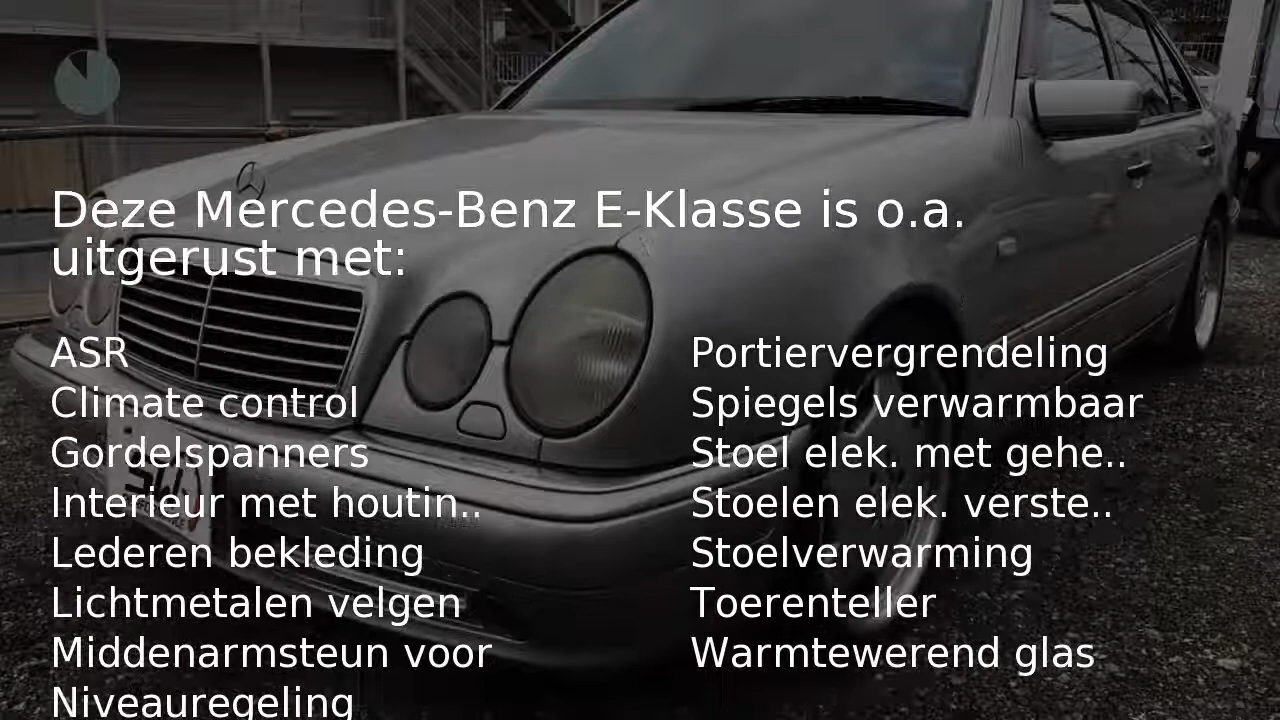 Deze Mercedes-Benz E-Klasse is o.a.
uitgerust met:
ASR
Climate control
Gordelspanners
Interieur met houtin..
Lederen bekleding
Lichtmetalen velgen
Middenarmsteun voor
Niveauregeling
Portiervergrendeling
Spiegels verwarmbaar
Stoel elek. met gehe..
Stoelen elek. verste..
Stoelverwarming
Toerenteller
Warmtewerend glas